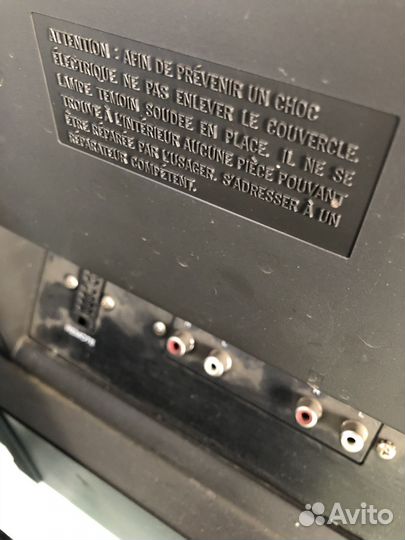 ATTENTION : AFIN DE PRÉVENIR UN CHOC
ÉLECTRIQUE NE PAS ENLEVER LE COUVERCLE.
LAMPE TEMOIN SOUDEE EN PLACE. IL NE SE
TROUVE À L'INTERIEUR AUCUNE PIÈCE POUVANT
ÊTRE RÉPARÉE PAR L'USAGER. S'ADRESSER À UN
RÉPARATEUR COMPÉTENT.
Avito